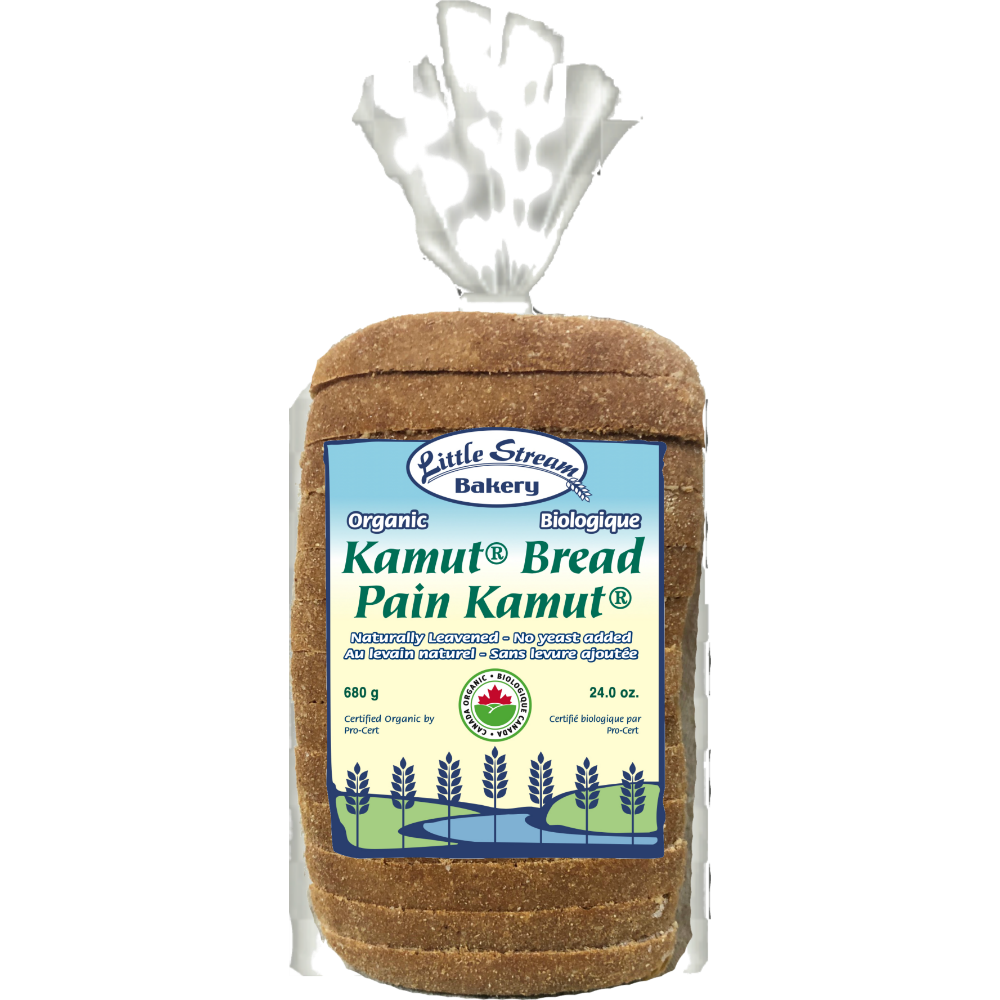 Little Stream
Bakery
Organic Biologique
Kamut® Bread
Pain Kamut®
Naturally Leavened - No yeast added
Au levain naturel - Sans levure ajoutée
680 g 24.0 oz.
CANADA ORGANIC • BIOLOGIQUE CANADA •
Certified Organic by Certifié biologique par
Pro-Cert Pro-Cert